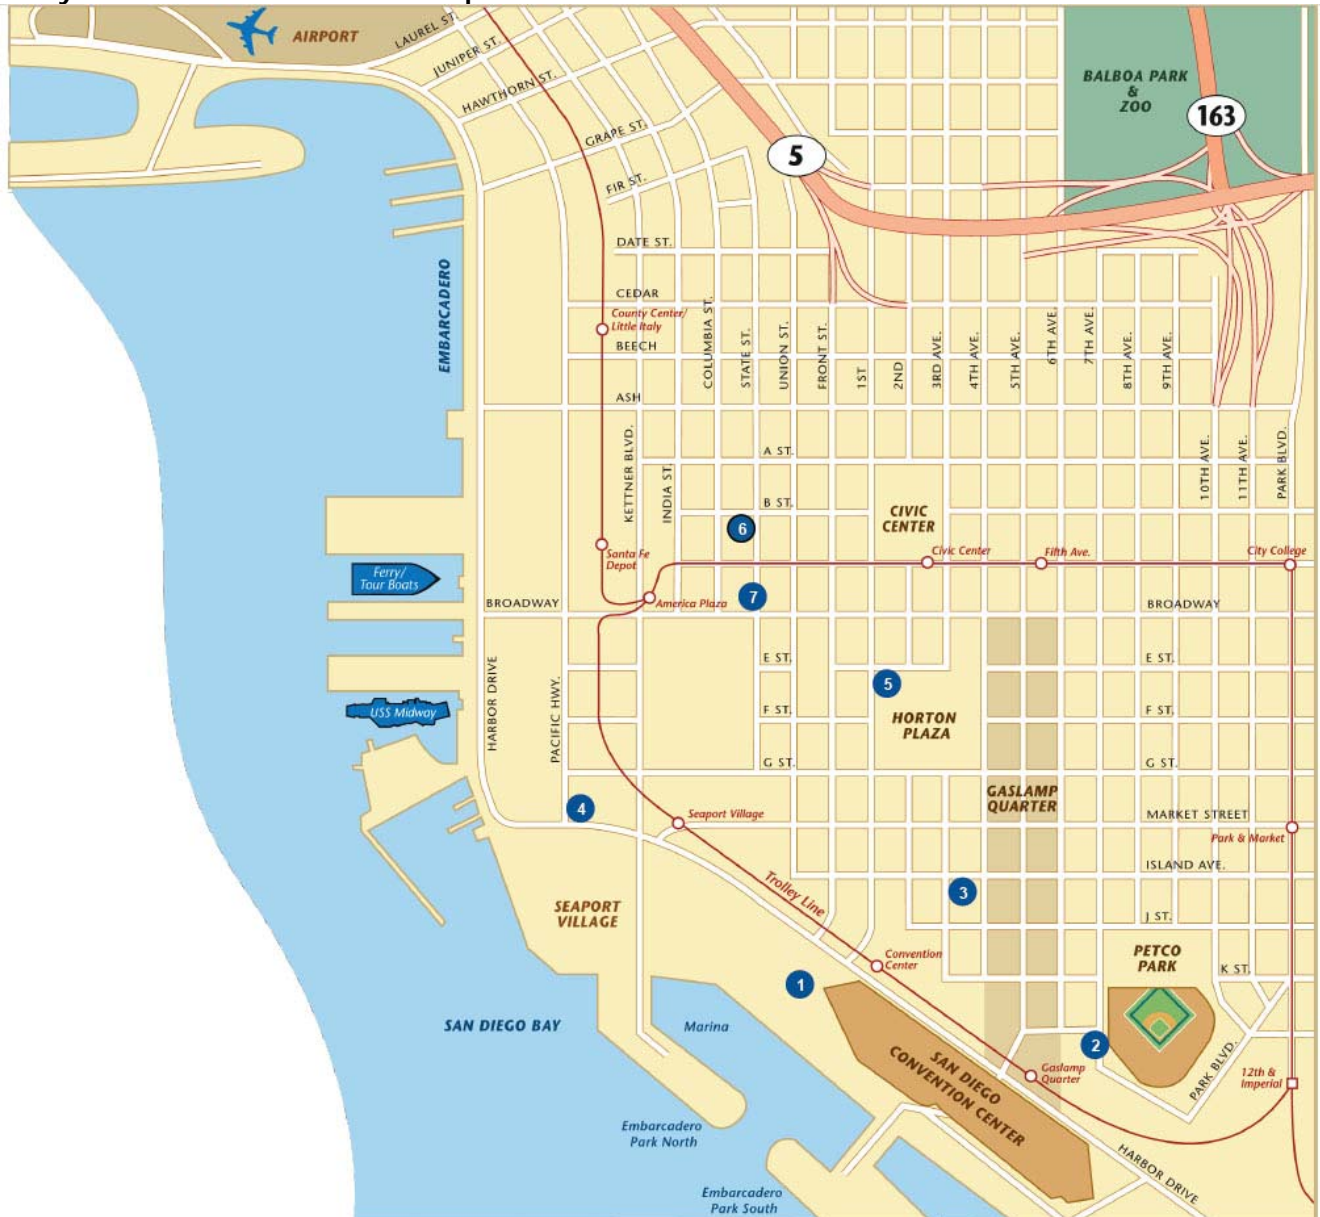 AIRPORT
LAUREL ST.
JUNIPER ST.
HAWTHORN ST.
GRAPE ST.
FIR ST.
DATE ST.
CEDAR
County Center/
Little Italy
BEECH
ASH
5
163
BALBOA PARK
&
ZOO
EMBARCADERO
COLUMBIA ST.
STATE ST.
UNION ST.
FRONT ST.
1ST
2ND
3RD AVE.
4TH AVE.
5TH AVE.
6TH AVE.
7TH AVE.
8TH AVE.
9TH AVE.
10TH AVE.
11TH AVE.
PARK BLVD.
KETTNER BLVD.
INDIA ST.
A ST.
B ST.
6
CIVIC
CENTER
Santa Fe
Depot
Civic Center
Fifth Ave.
City College
Ferry/
Tour Boats
7
America Plaza
BROADWAY
BROADWAY
E ST.
E ST.
5
HARBOR DRIVE
PACIFIC HWY.
USS Midway
F ST.
F ST.
HORTON
PLAZA
G ST.
G ST.
GASLAMP
QUARTER
4
Seaport Village
MARKET STREET
Park & Market
ISLAND AVE.
Trolley Line
3
SEAPORT
VILLAGE
J ST.
PETCO
PARK
K ST.
Convention
Center
1
SAN DIEGO BAY
Marina
2
SAN DIEGO
CONVENTION CENTER
Gaslamp
Quarter
PARK BLVD.
12th &
Imperial
Embarcadero
Park North
HARBOR DRIVE
Embarcadero
Park South